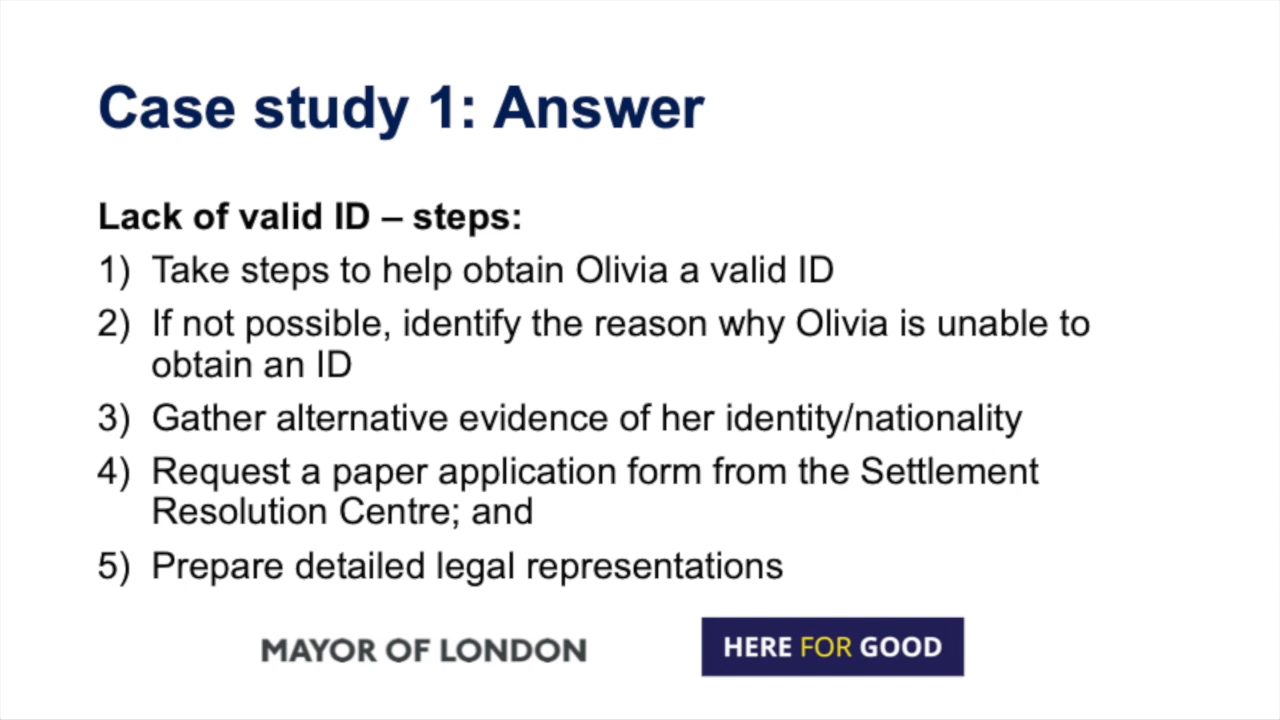 Case study 1: Answer
Lack of valid ID – steps:
1) Take steps to help obtain Olivia a valid ID
2) If not possible, identify the reason why Olivia is unable to
obtain an ID
3) Gather alternative evidence of her identity/nationality
4) Request a paper application form from the Settlement
Resolution Centre; and
5) Prepare detailed legal representations
MAYOR OF LONDON
HERE FOR GOOD